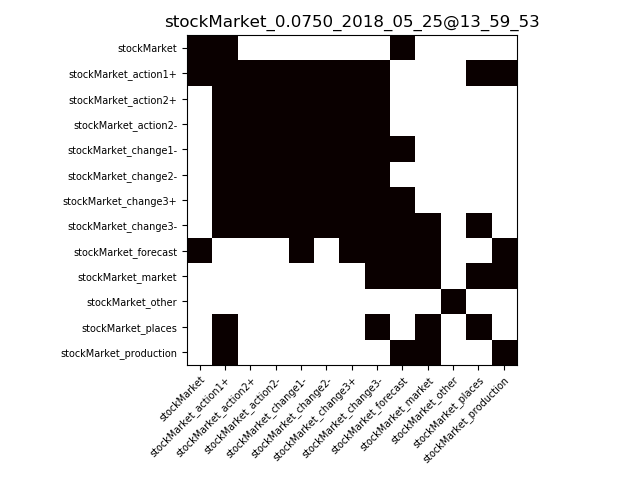 stockMarket_0.0750_2018_05_25@13_59_53
stockMarket
stockMarket_action1+
stockMarket_action2+
stockMarket_action2-
stockMarket_change1-
stockMarket_change2-
stockMarket_change3+
stockMarket_change3-
stockMarket_forecast
stockMarket_market
stockMarket_other
stockMarket_places
stockMarket_production
stockMarket
stockMarket_action1+
stockMarket_action2+
stockMarket_action2-
stockMarket_change1-
stockMarket_change2-
stockMarket_change3+
stockMarket_change3-
stockMarket_forecast
stockMarket_market
stockMarket_other
stockMarket_places
stockMarket_production